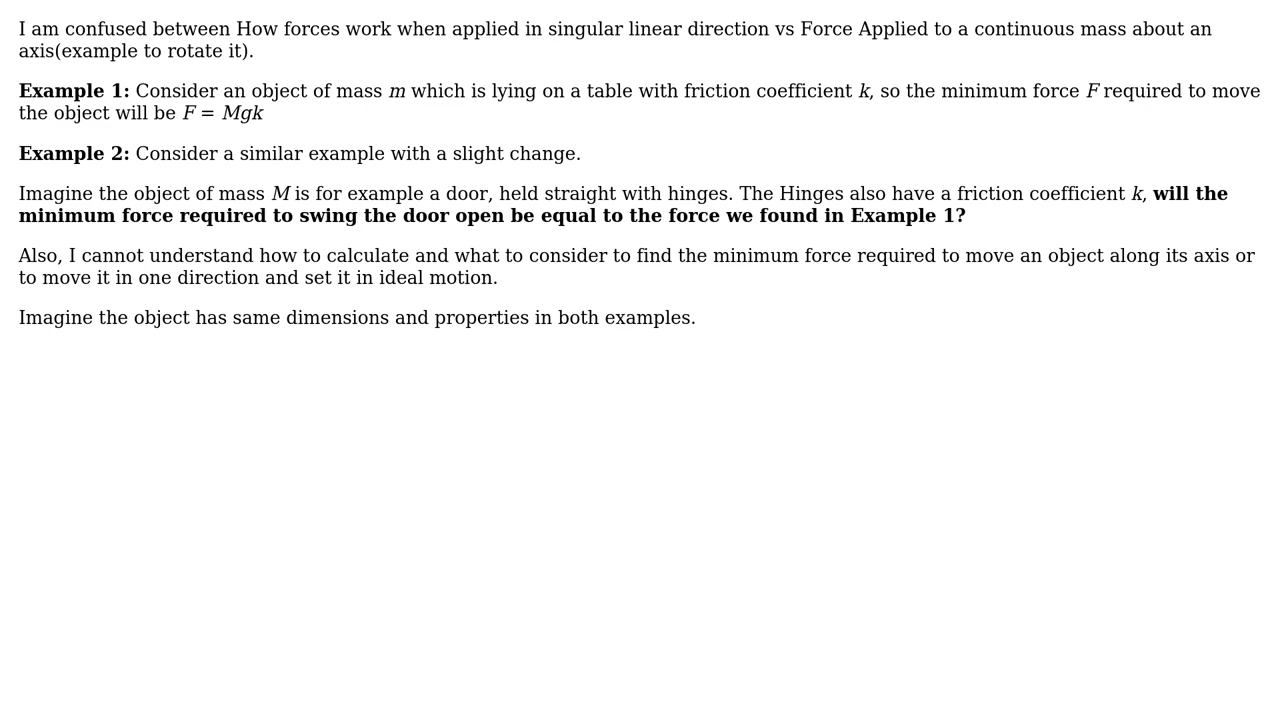 I am confused between How forces work when applied in singular linear direction vs Force Applied to a continuous mass about an
axis(example to rotate it).
Example 1: Consider an object of mass m which is lying on a table with friction coefficient k, so the minimum force F required to move
the object will be F = Mgk
Example 2: Consider a similar example with a slight change.
Imagine the object of mass M is for example a door, held straight with hinges. The Hinges also have a friction coefficient k, will the
minimum force required to swing the door open be equal to the force we found in Example 1?
Also, I cannot understand how to calculate and what to consider to find the minimum force required to move an object along its axis or
to move it in one direction and set it in ideal motion.
Imagine the object has same dimensions and properties in both examples.